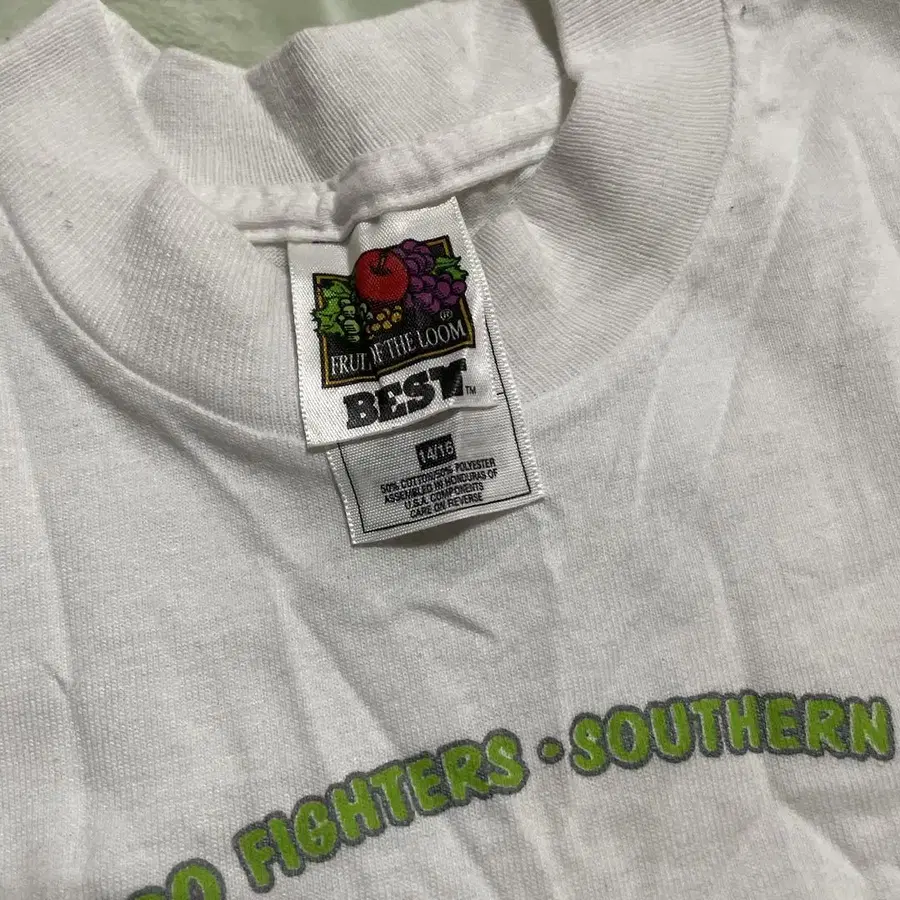 FRUIT OF THE LOOM
®
BEST™
14/16
50% COTTON/50% POLYESTER
ASSEMBLED IN HONDURAS OF
U.S.A. COMPONENTS
CARE ON REVERSE
FIGHTERS • SOUTHERN